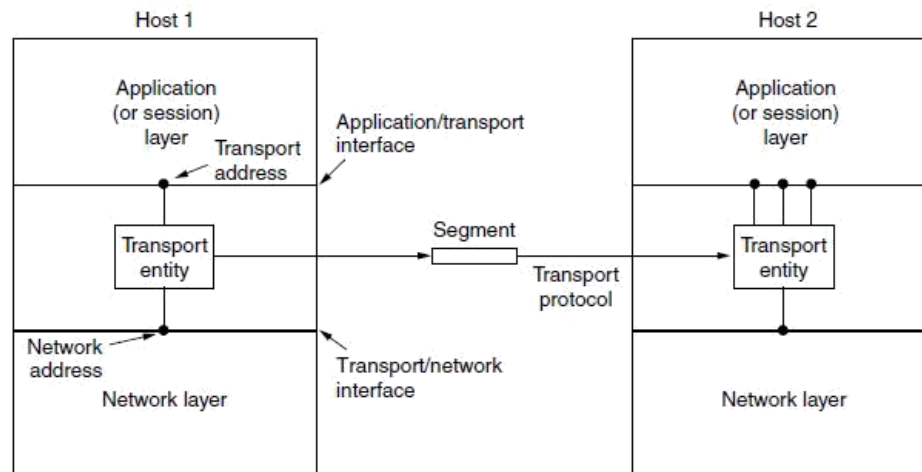 Host 1
Host 2
Application
(or session)
layer
Transport
address
Application/transport
interface
Application
(or session)
layer
Transport
entity
Segment
Transport
protocol
Transport
entity
Network
address
Transport/network
interface
Network layer
Network layer